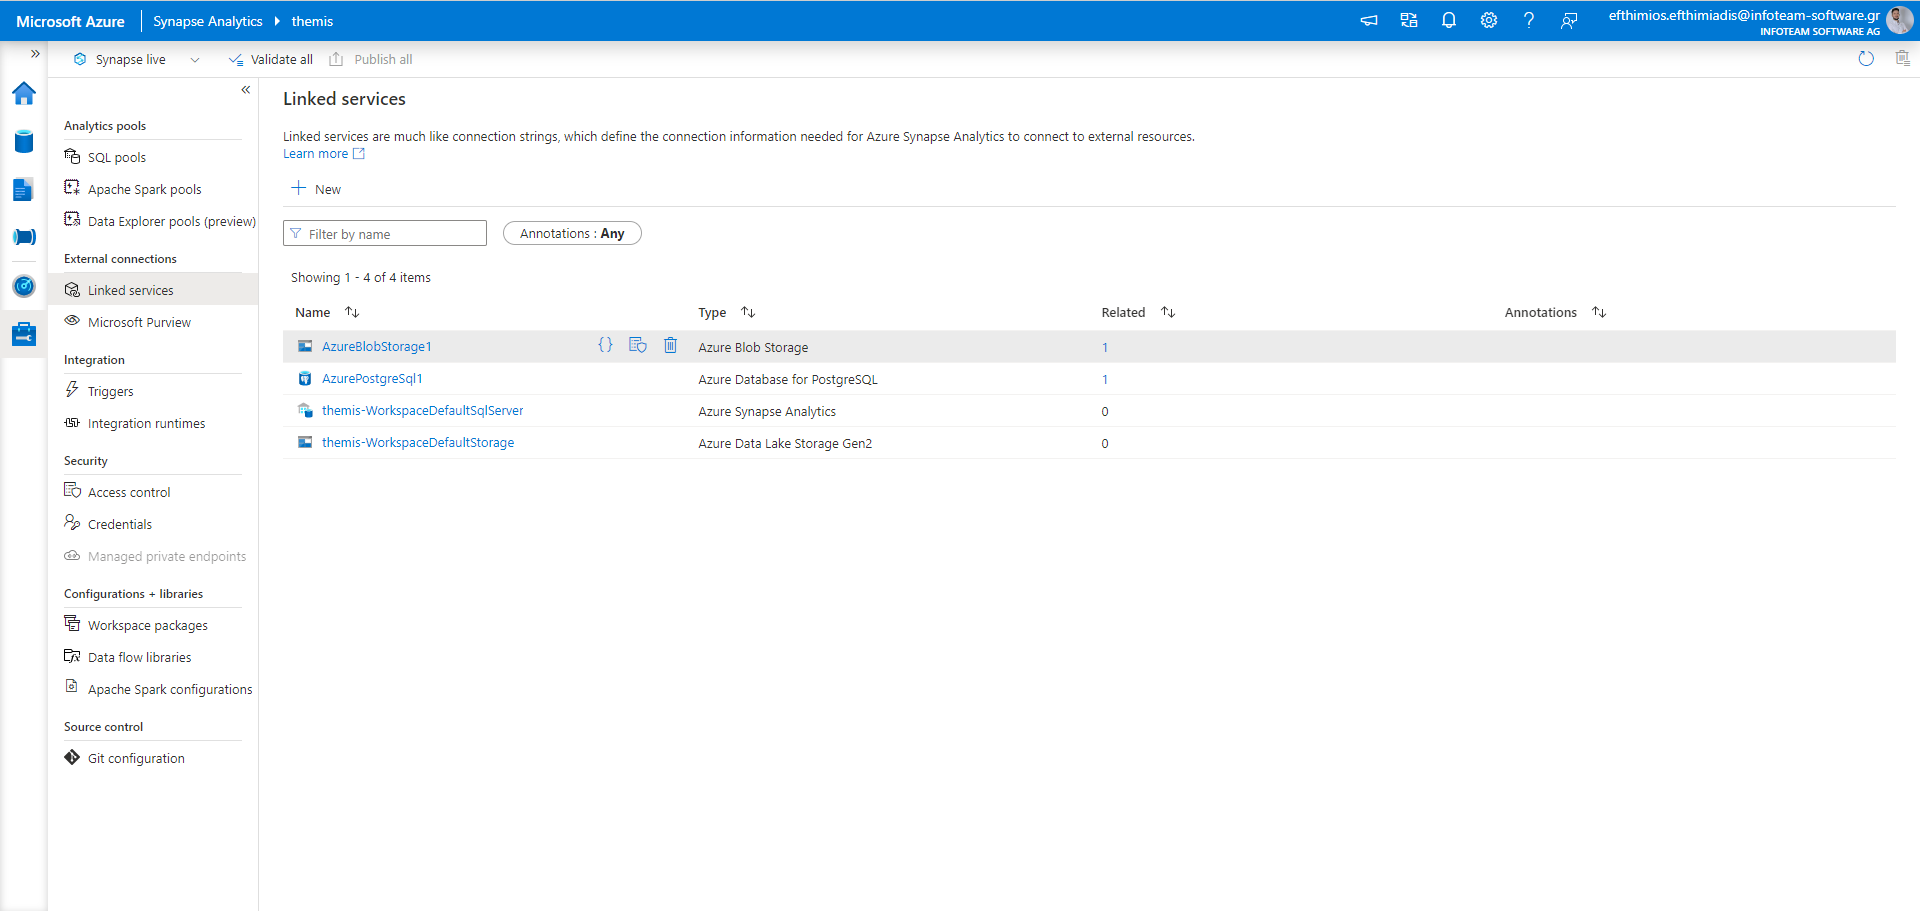 Microsoft Azure
Synapse Analytics
themis
efthimios.efthimiadis@infoteam-software.gr
INFOTEAM SOFTWARE AG
Synapse live
Validate all
Publish all
Analytics pools
SQL pools
Apache Spark pools
Data Explorer pools (preview)
External connections
Linked services
Microsoft Purview
Integration
Triggers
Integration runtimes
Security
Access control
Credentials
Managed private endpoints
Configurations + libraries
Workspace packages
Data flow libraries
Apache Spark configurations
Source control
Git configuration
Linked services
Linked services are much like connection strings, which define the connection information needed for Azure Synapse Analytics to connect to external resources.
Learn more
New
Filter by name
Annotations : Any
Showing 1 - 4 of 4 items
Name Type Related Annotations
AzureBlobStorage1 {} Azure Blob Storage 1
AzurePostgreSql1 Azure Database for PostgreSQL 1
themis-WorkspaceDefaultSqlServer Azure Synapse Analytics 0
themis-WorkspaceDefaultStorage Azure Data Lake Storage Gen2 0